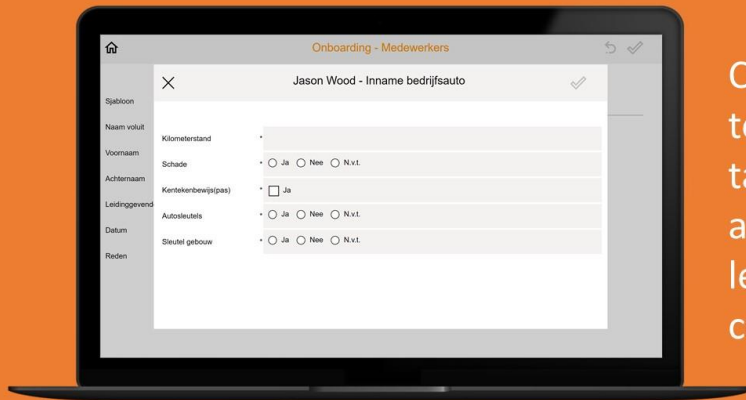 Onboarding - Medewerkers
Jason Wood - Inname bedrijfsauto
Sjabloon
Naam voluit
Voornaam
Achternaam
Leidinggevend
Datum
Reden
Kilometerstand *
Schade * Ja Nee N.v.t.
Kentekenbewijs(pas) * Ja
Autosleutels * Ja Nee N.v.t.
Sleutel gebouw * Ja Nee N.v.t.